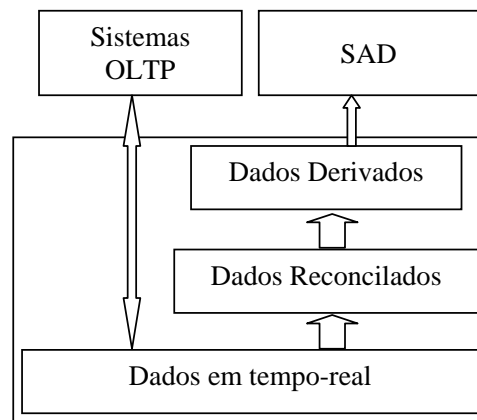 Sistemas
OLTP
SAD
Dados Derivados
Dados Reconcilados
Dados em tempo-real